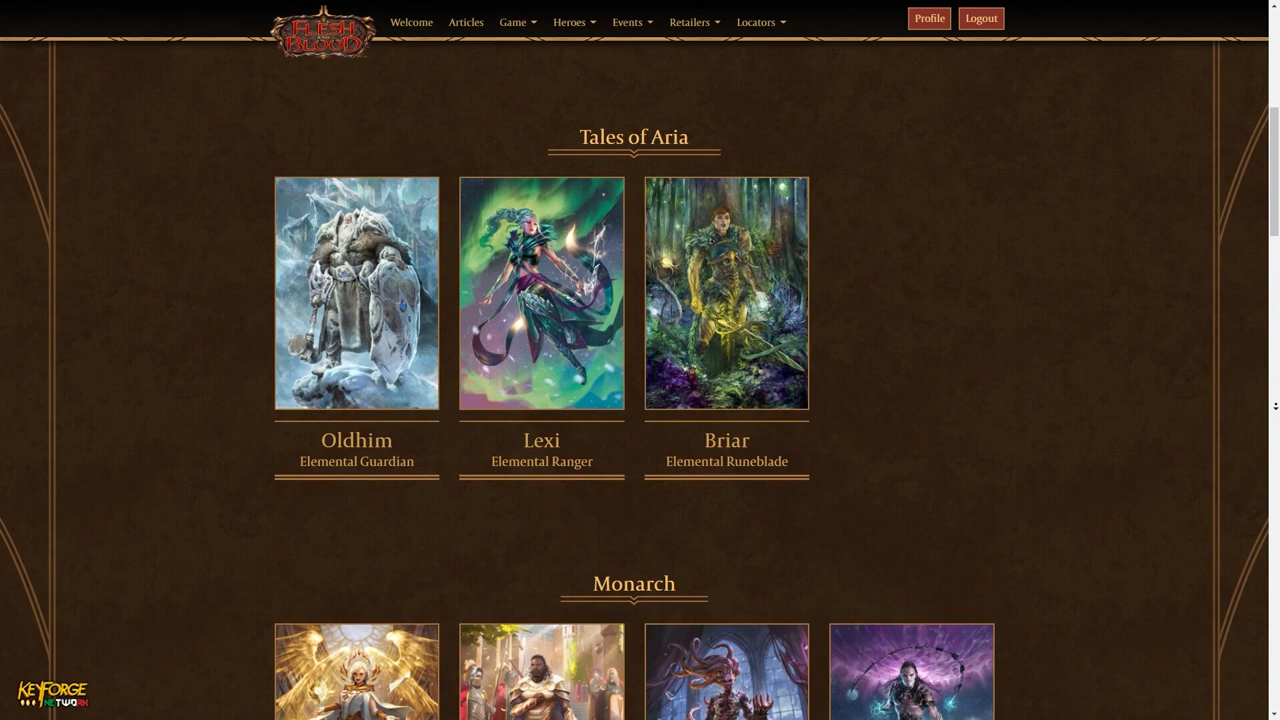 FLESH
AND
BLOOD
Welcome
Articles
Game
Heroes
Events
Retailers
Locators
Profile
Logout
Tales of Aria
Oldhim
Elemental Guardian
Lexi
Elemental Ranger
Briar
Elemental Runeblade
Monarch
KEYFORGE
NETWORK